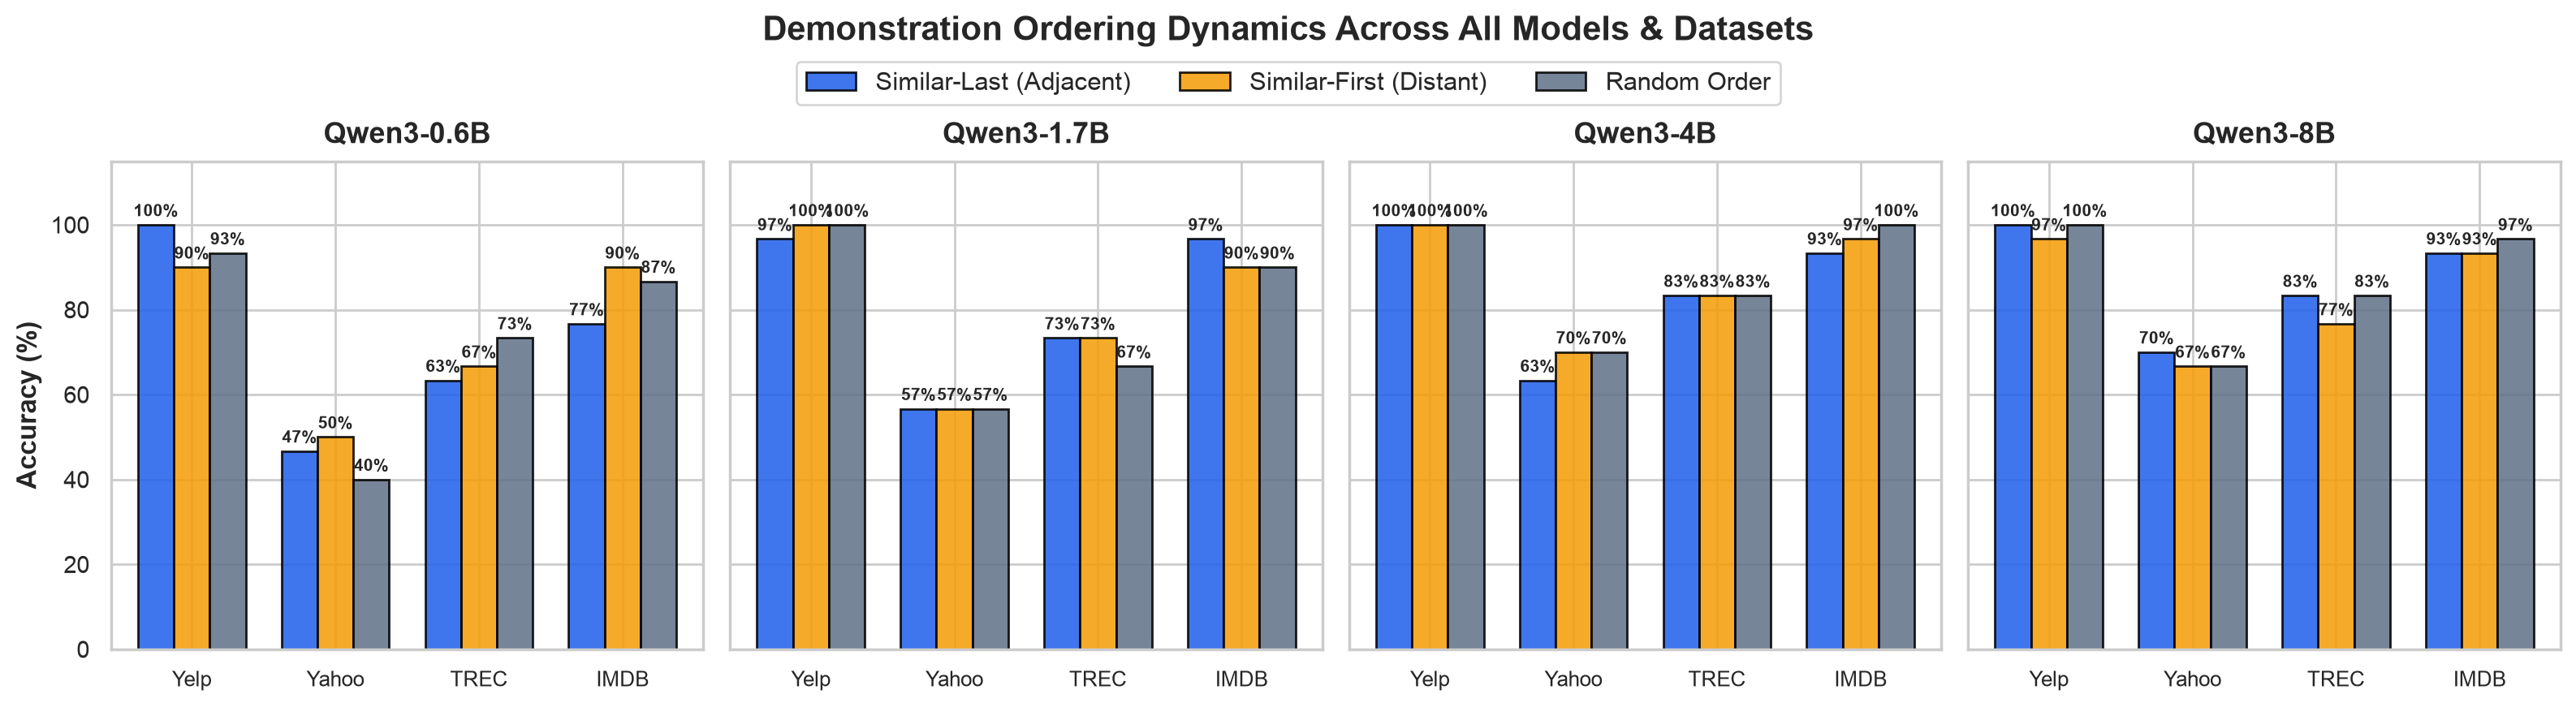 Demonstration Ordering Dynamics Across All Models & Datasets
Similar-Last (Adjacent) Similar-First (Distant) Random Order
Qwen3-0.6B Qwen3-1.7B Qwen3-4B Qwen3-8B
Accuracy (%)
100
80
60
40
20
0
100% 90% 93% 47% 50% 40% 63% 67% 73% 77% 90% 87%
97% 100% 100% 57% 57% 57% 73% 73% 67% 97% 90% 90%
100% 100% 100% 63% 70% 70% 83% 83% 83% 93% 97% 100%
100% 97% 100% 70% 67% 67% 83% 77% 83% 93% 93% 97%
Yelp Yahoo TREC IMDB Yelp Yahoo TREC IMDB Yelp Yahoo TREC IMDB Yelp Yahoo TREC IMDB